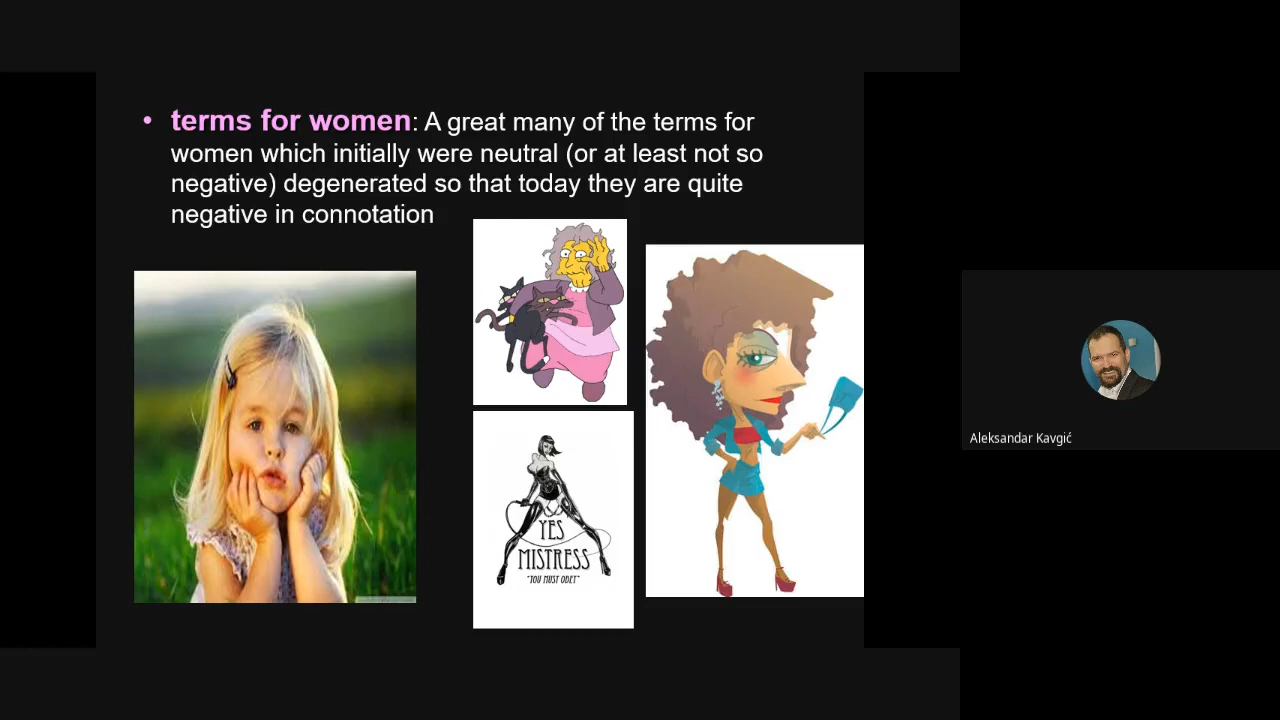 • terms for women: A great many of the terms for
women which initially were neutral (or at least not so
negative) degenerated so that today they are quite
negative in connotation
YES
MISTRESS
"YOU MUST OBEY"
Aleksandar Kavgić